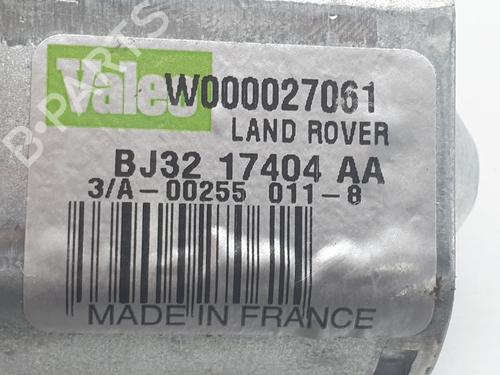 Valeo W000027061
LAND ROVER
BJ32 17404 AA
3/A-00255 011-8
MADE IN FRANCE
B-PARTS